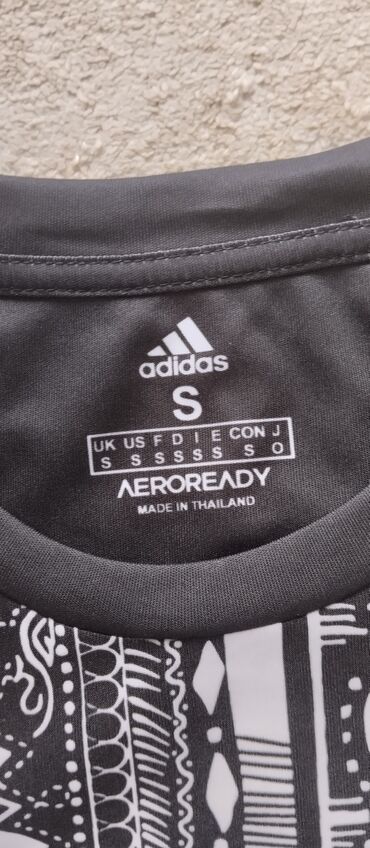 adidas
S
UK US F D I E CON J
S S S S S S S O
AEROREADY
MADE IN THAILAND